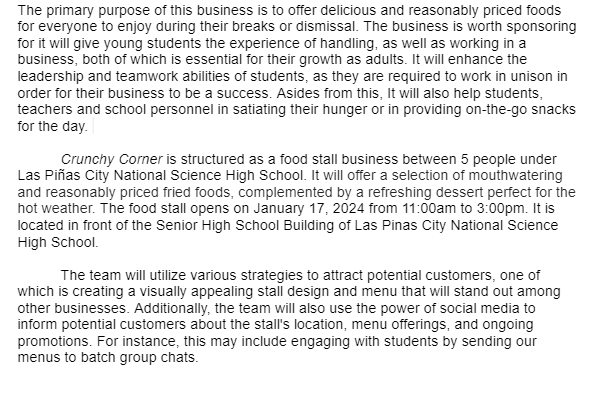 The primary purpose of this business is to offer delicious and reasonably priced foods
for everyone to enjoy during their breaks or dismissal. The business is worth sponsoring
for it will give young students the experience of handling, as well as working in a
business, both of which is essential for their growth as adults. It will enhance the
leadership and teamwork abilities of students, as they are required to work in unison in
order for their business to be a success. Asides from this, It will also help students,
teachers and school personnel in satiating their hunger or in providing on-the-go snacks
for the day.
Crunchy Corner is structured as a food stall business between 5 people under
Las Piñas City National Science High School. It will offer a selection of mouthwatering
and reasonably priced fried foods, complemented by a refreshing dessert perfect for the
hot weather. The food stall opens on January 17, 2024 from 11:00am to 3:00pm. It is
located in front of the Senior High School Building of Las Pinas City National Science
High School.
The team will utilize various strategies to attract potential customers, one of
which is creating a visually appealing stall design and menu that will stand out among
other businesses. Additionally, the team will also use the power of social media to
inform potential customers about the stall's location, menu offerings, and ongoing
promotions. For instance, this may include engaging with students by sending our
menus to batch group chats.